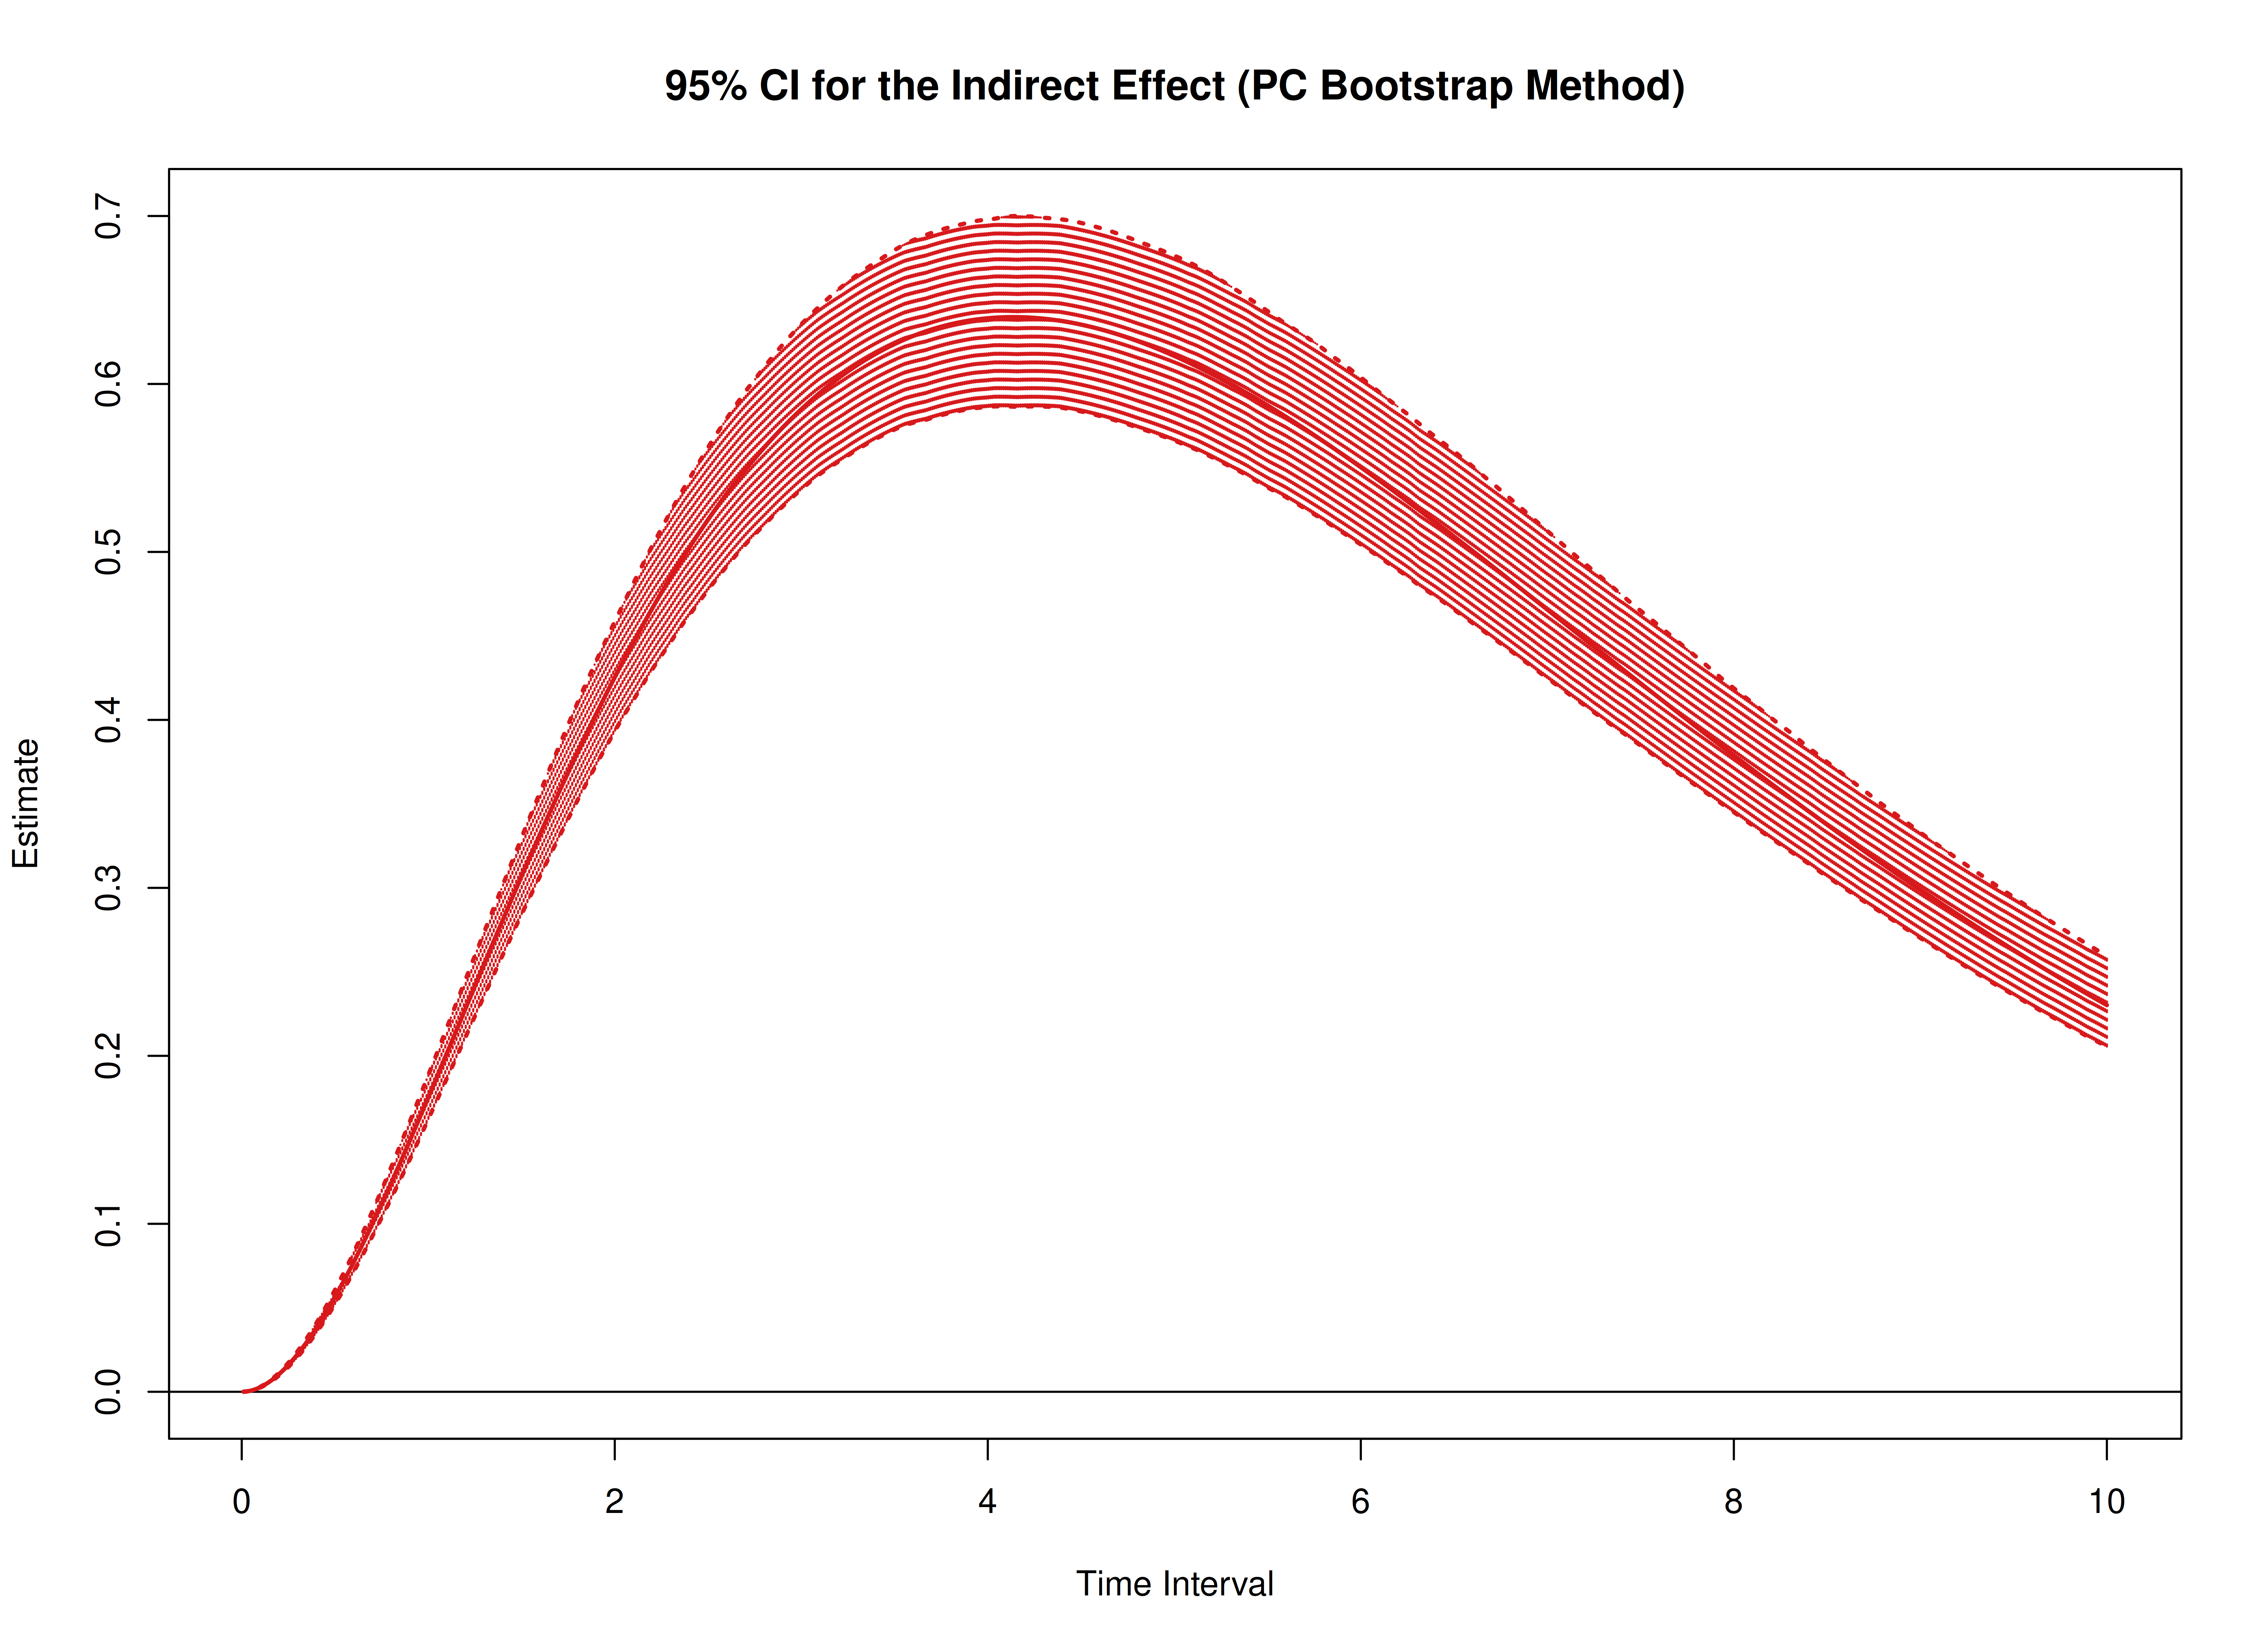 95% CI for the Indirect Effect (PC Bootstrap Method)
Estimate
0.7
0.6
0.5
0.4
0.3
0.2
0.1
0.0
0 2 4 6 8 10
Time Interval